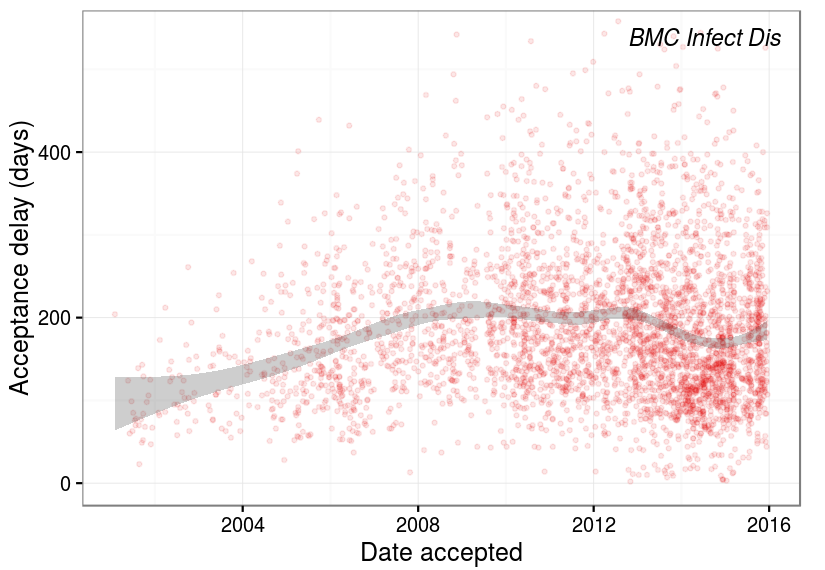 BMC Infect Dis
Acceptance delay (days)
400
200
0
2004 2008 2012 2016
Date accepted